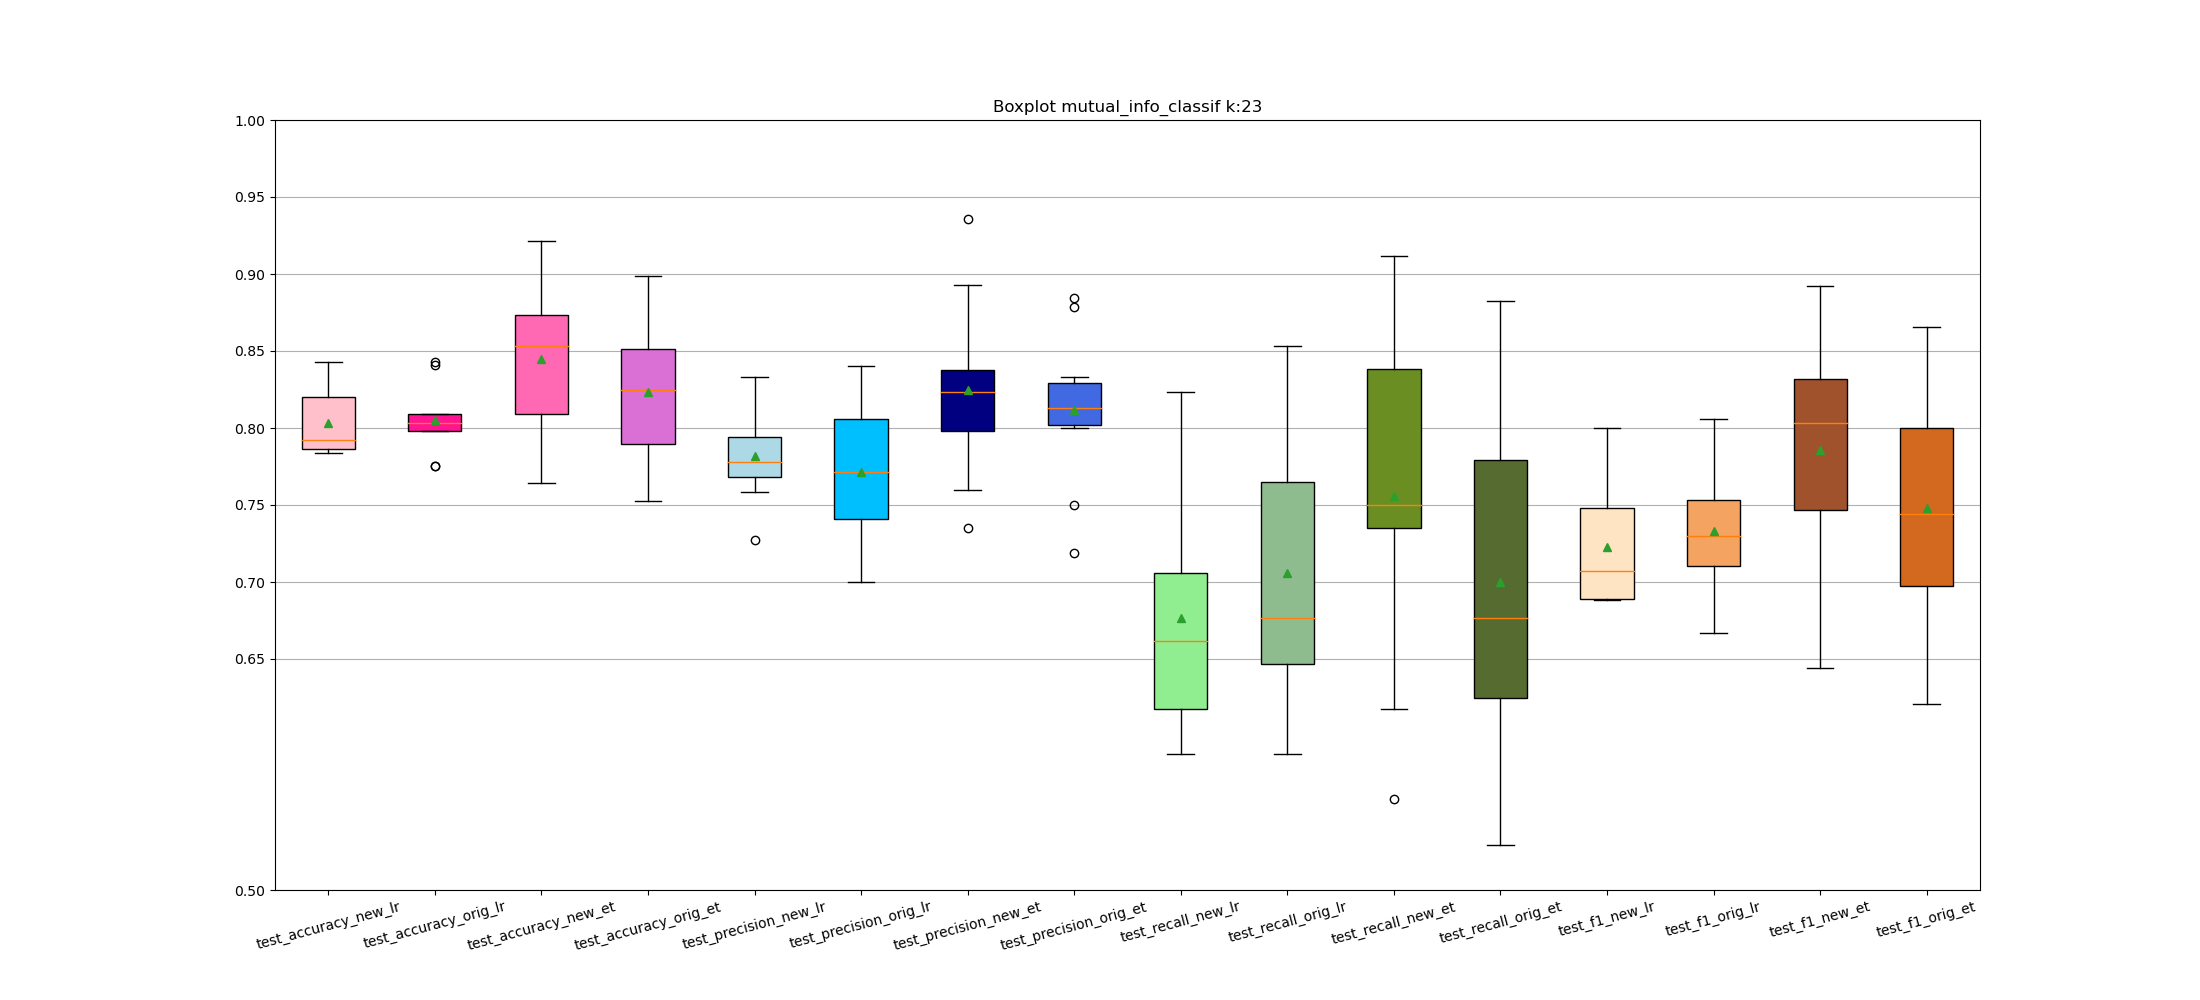 Boxplot mutual_info_classif k:23
1.00
0.95
0.90
0.85
0.80
0.75
0.70
0.65
0.50
test_accuracy_new_lr
test_accuracy_orig_lr
test_accuracy_new_et
test_accuracy_orig_et
test_precision_new_lr
test_precision_orig_lr
test_precision_new_et
test_precision_orig_et
test_recall_new_lr
test_recall_orig_lr
test_recall_new_et
test_recall_orig_et
test_f1_new_lr
test_f1_orig_lr
test_f1_new_et
test_f1_orig_et